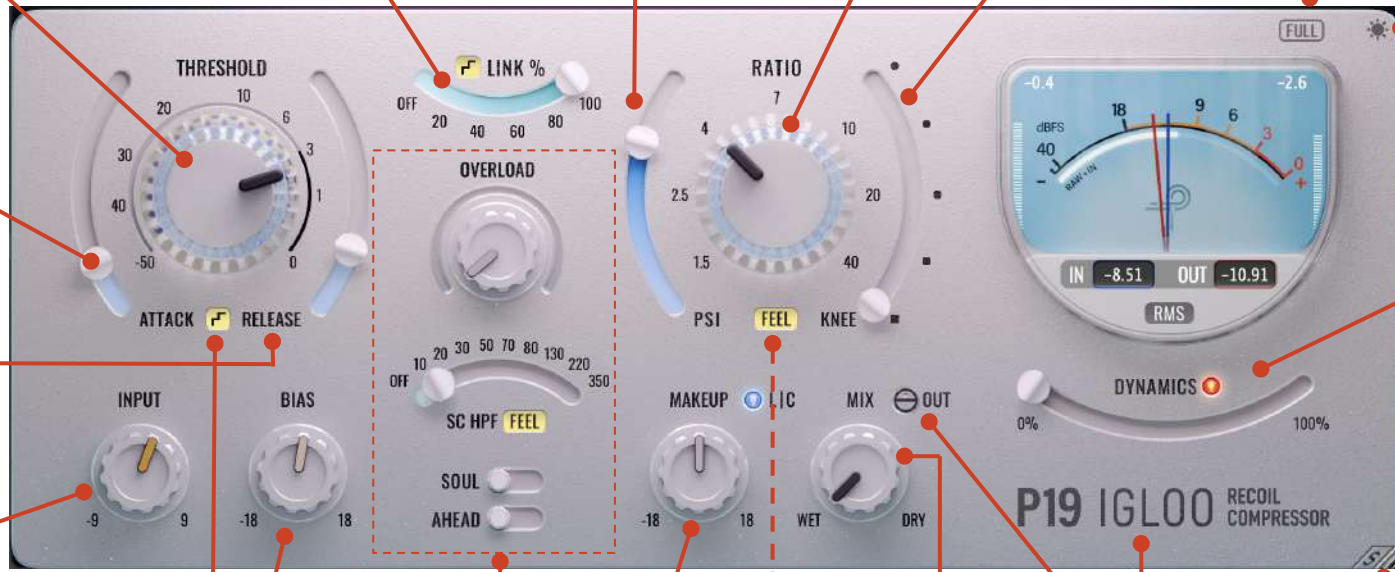 FULL
THRESHOLD
10
20
6
30
3
40
1
-50
0
ATTACK
RELEASE
LINK %
OFF
20
40
60
80
100
OVERLOAD
OFF
10
20
30
50
70
80
130
220
350
SC HPF FEEL
SOUL
AHEAD
RATIO
7
4
10
2.5
20
1.5
40
PSI
FEEL
KNEE
-0.4
-2.6
18
9
6
3
0
dBFS
40
-
+
RAW•IN
IN -8.51 OUT -10.91
RMS
DYNAMICS
0%
100%
INPUT
-9
9
BIAS
-18
18
MAKEUP
L|C
-18
18
MIX
OUT
WET
DRY
P19 IGLOO RECOIL
COMPRESSOR